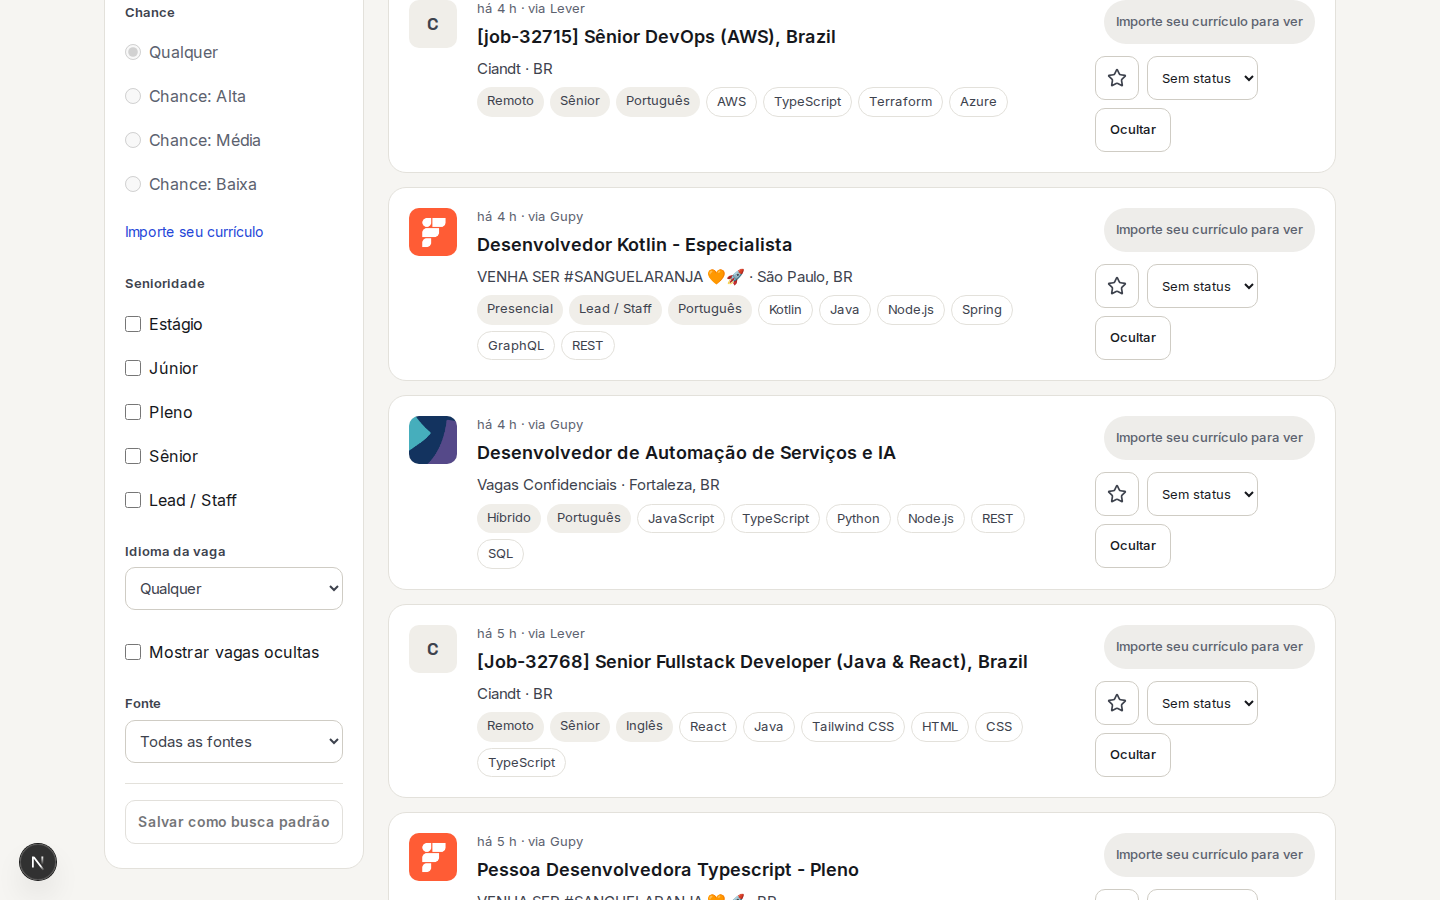 Chance
Qualquer
Chance: Alta
Chance: Média
Chance: Baixa
Importe seu currículo
Senioridade
Estágio
Júnior
Pleno
Sênior
Lead / Staff
Idioma da vaga
Qualquer
Mostrar vagas ocultas
Fonte
Todas as fontes
Salvar como busca padrão
N
C
há 4 h · via Lever
[job-32715] Sênior DevOps (AWS), Brazil
Ciandt · BR
Remoto Sênior Português AWS TypeScript Terraform Azure
Importe seu currículo para ver
Sem status
Ocultar
há 4 h · via Gupy
Desenvolvedor Kotlin - Especialista
VENHA SER #SANGUELARANJA 🧡🚀 · São Paulo, BR
Presencial Lead / Staff Português Kotlin Java Node.js Spring
GraphQL REST
Importe seu currículo para ver
Sem status
Ocultar
há 4 h · via Gupy
Desenvolvedor de Automação de Serviços e IA
Vagas Confidenciais · Fortaleza, BR
Híbrido Português JavaScript TypeScript Python Node.js REST
SQL
Importe seu currículo para ver
Sem status
Ocultar
C
há 5 h · via Lever
[Job-32768] Senior Fullstack Developer (Java & React), Brazil
Ciandt · BR
Remoto Sênior Inglês React Java Tailwind CSS HTML CSS
TypeScript
Importe seu currículo para ver
Sem status
Ocultar
há 5 h · via Gupy
Pessoa Desenvolvedora Typescript - Pleno
VENHA SER #SANGUELARANJA 🧡🚀 · BR
Importe seu currículo para ver